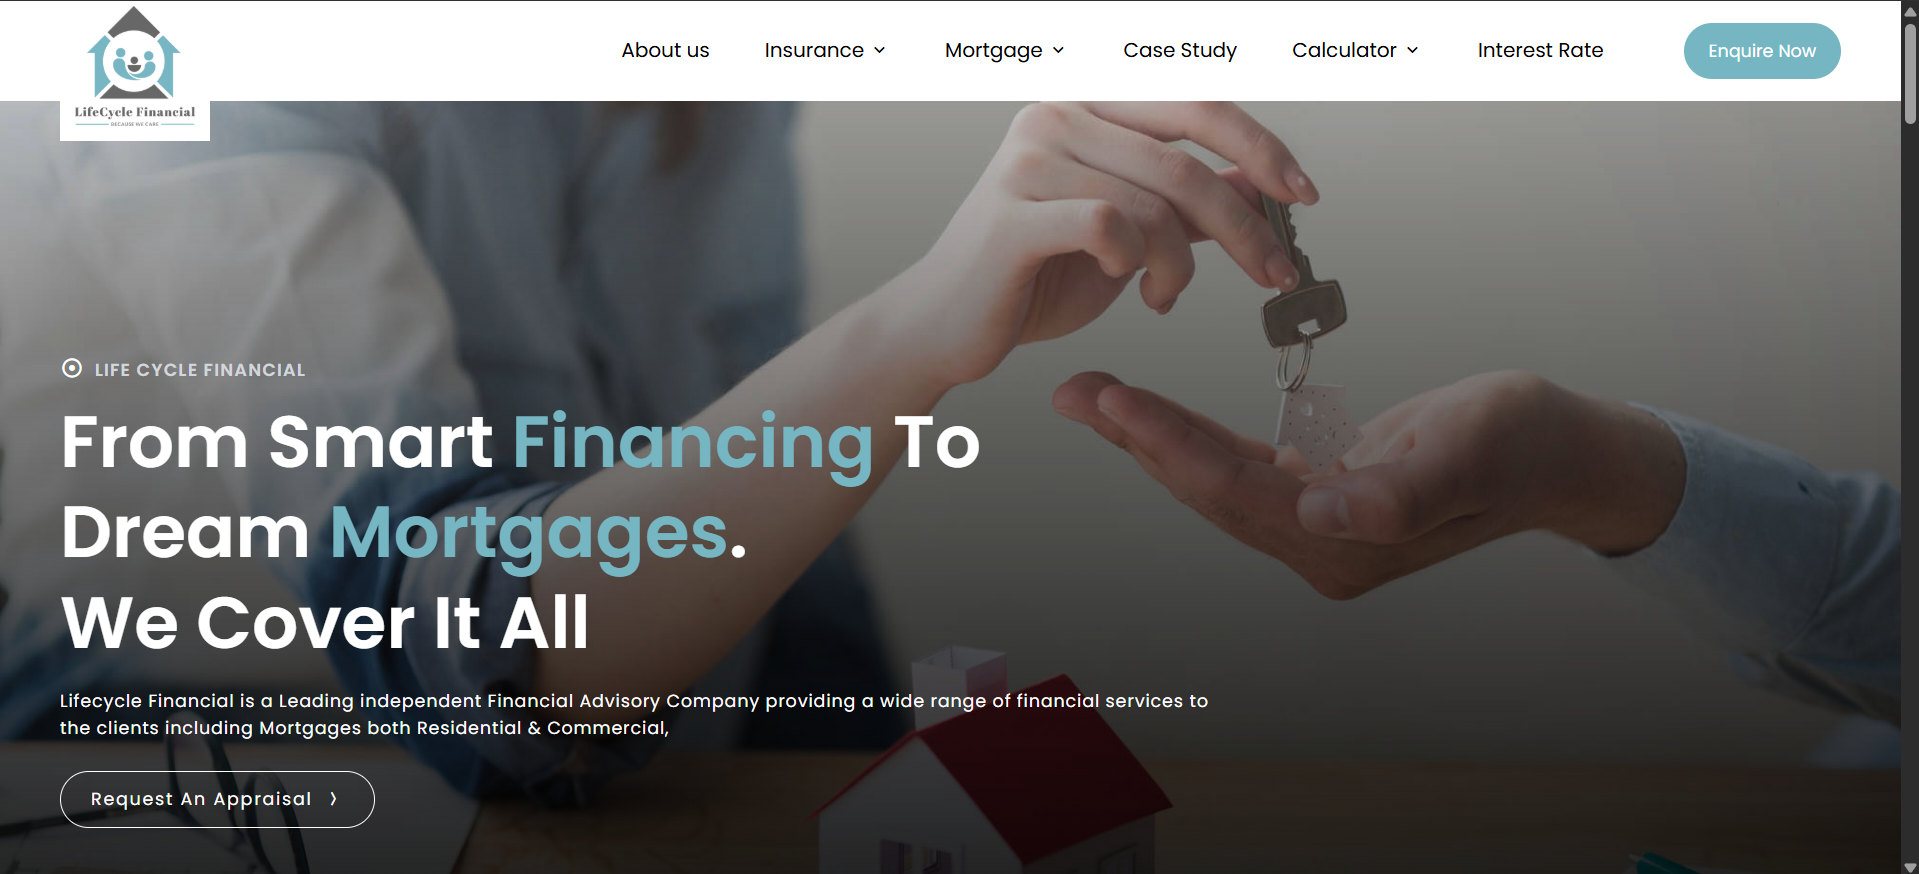 LifeCycle Financial
BECAUSE WE CARE
About us
Insurance
Mortgage
Case Study
Calculator
Interest Rate
Enquire Now
LIFE CYCLE FINANCIAL
From Smart Financing To
Dream Mortgages.
We Cover It All
Lifecycle Financial is a Leading independent Financial Advisory Company providing a wide range of financial services to
the clients including Mortgages both Residential & Commercial,
Request An Appraisal